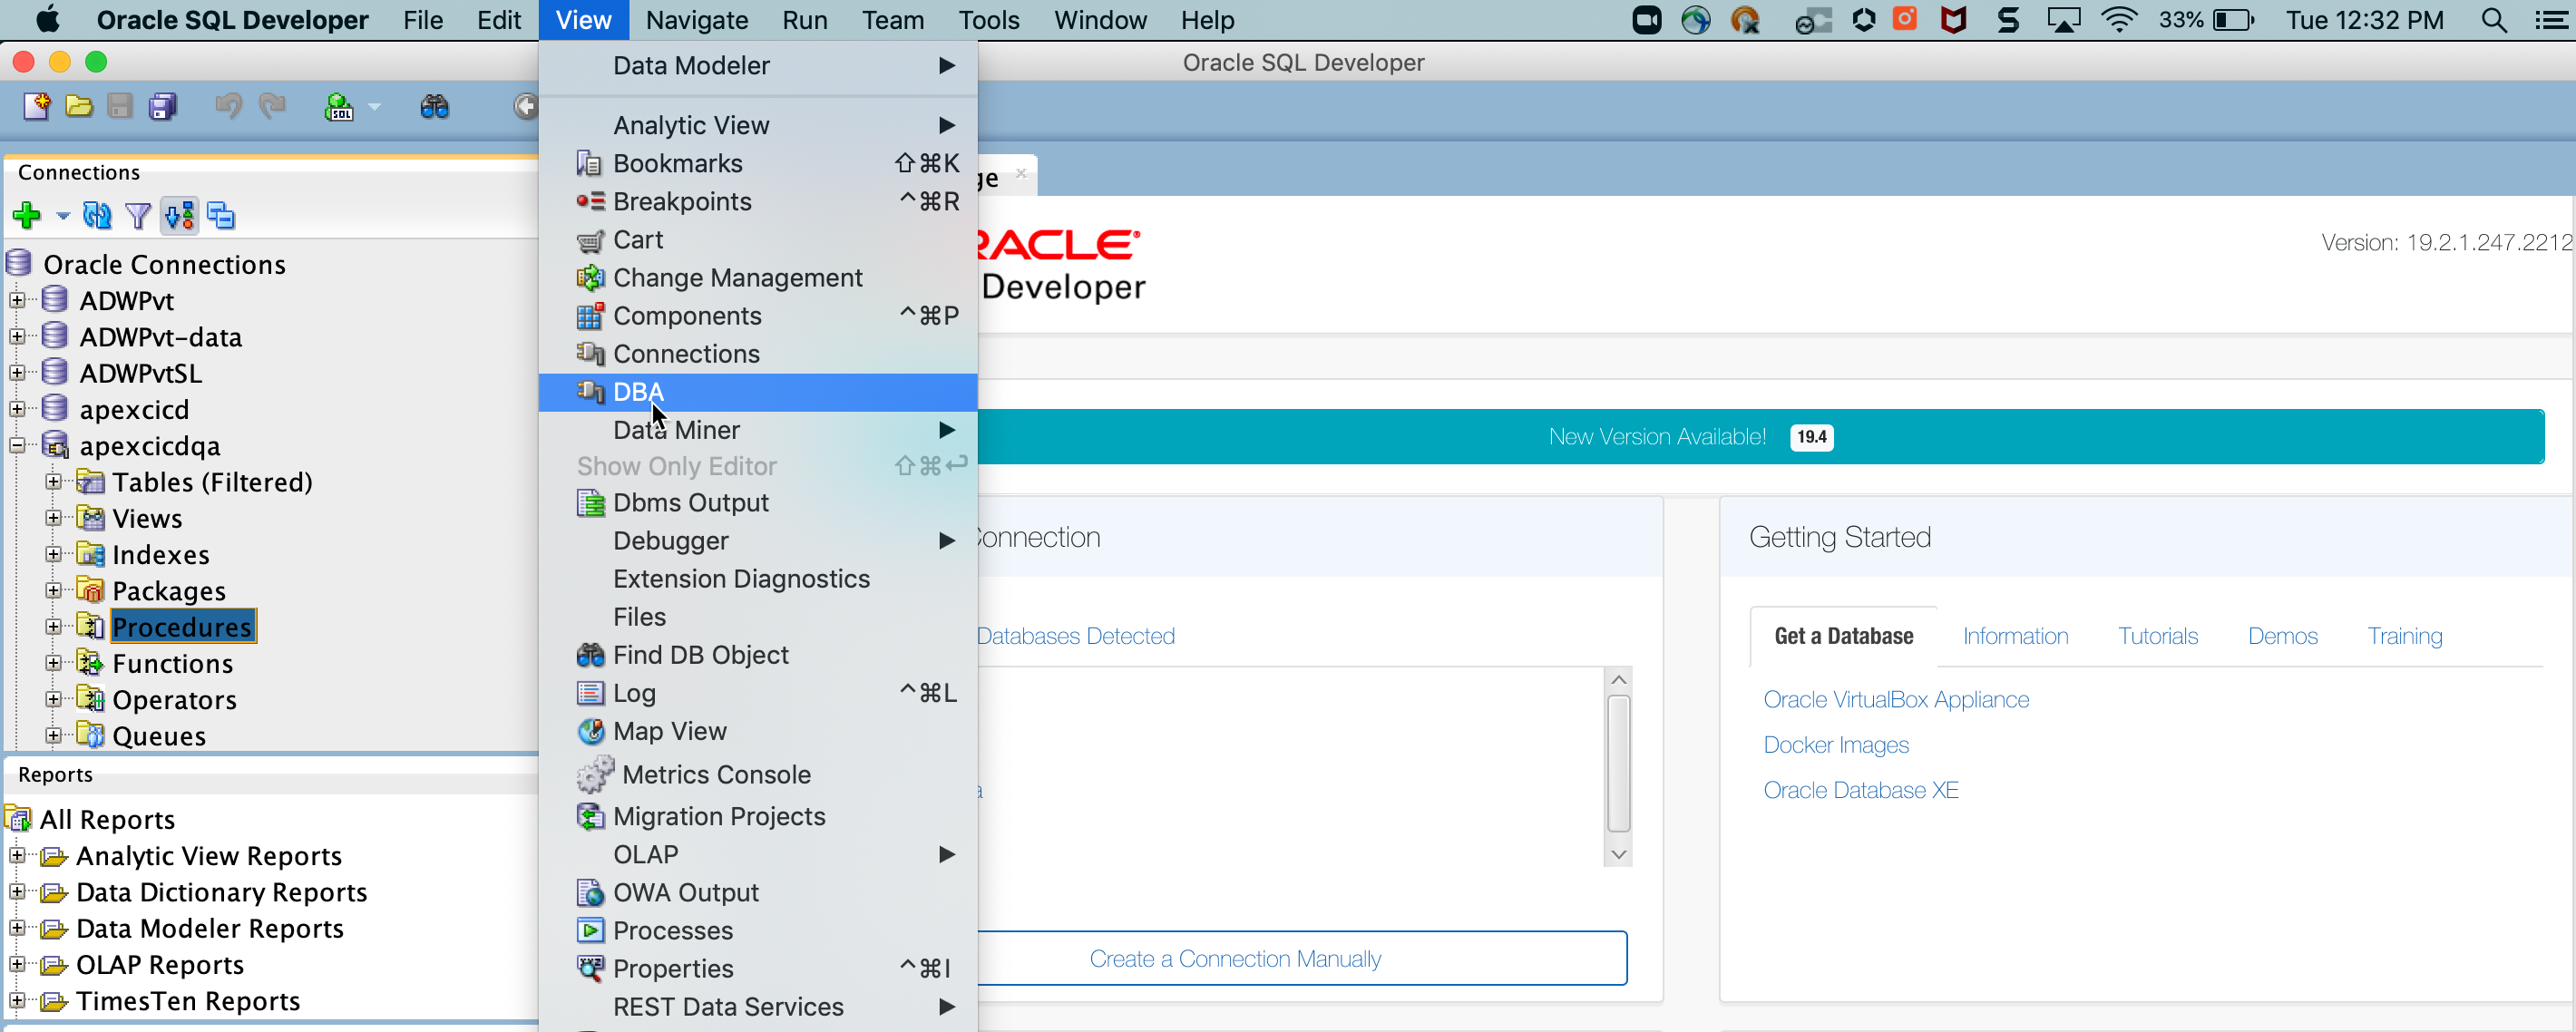 Oracle SQL Developer File Edit View Navigate Run Team Tools Window Help 33% Tue 12:32 PM
Oracle SQL Developer
Data Modeler
Analytic View
Bookmarks ⇧⌘K
Breakpoints ^⌘R
Cart
Change Management
Components ^⌘P
Connections
DBA
Data Miner
Show Only Editor ⇧⌘↩
Dbms Output
Debugger
Extension Diagnostics
Files
Find DB Object
Log ^⌘L
Map View
Metrics Console
Migration Projects
OLAP
OWA Output
Processes
Properties ^⌘I
REST Data Services
Connections
Oracle Connections
ADWPvt
ADWPvt-data
ADWPvtSL
apexcicd
apexcicdqa
Tables (Filtered)
Views
Indexes
Packages
Procedures
Functions
Operators
Queues
Reports
All Reports
Analytic View Reports
Data Dictionary Reports
Data Modeler Reports
OLAP Reports
TimesTen Reports
ge
RACLE
Developer
Version: 19.2.1.247.2212
New Version Available! 19.4
Connection
Databases Detected
a
Create a Connection Manually
Getting Started
Get a Database Information Tutorials Demos Training
Oracle VirtualBox Appliance
Docker Images
Oracle Database XE